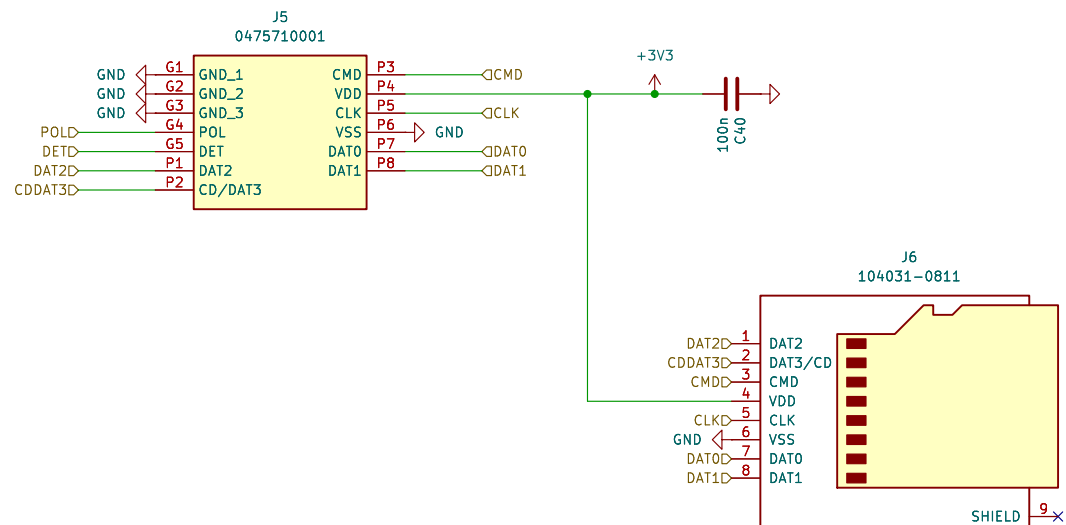 J5
0475710001
GND G1 GND_1
GND G2 GND_2
GND G3 GND_3
POL G4 POL
DET G5 DET
DAT2 P1 DAT2
CDDAT3 P2 CD/DAT3
CMD P3 CMD
VDD P4
CLK P5 CLK
VSS P6 GND
DAT0 P7 DAT0
DAT1 P8 DAT1
+3V3
100n
C40
J6
104031-0811
DAT2 1 DAT2
CDDAT3 2 DAT3/CD
CMD 3 CMD
4 VDD
CLK 5 CLK
GND 6 VSS
DAT0 7 DAT0
DAT1 8 DAT1
SHIELD 9